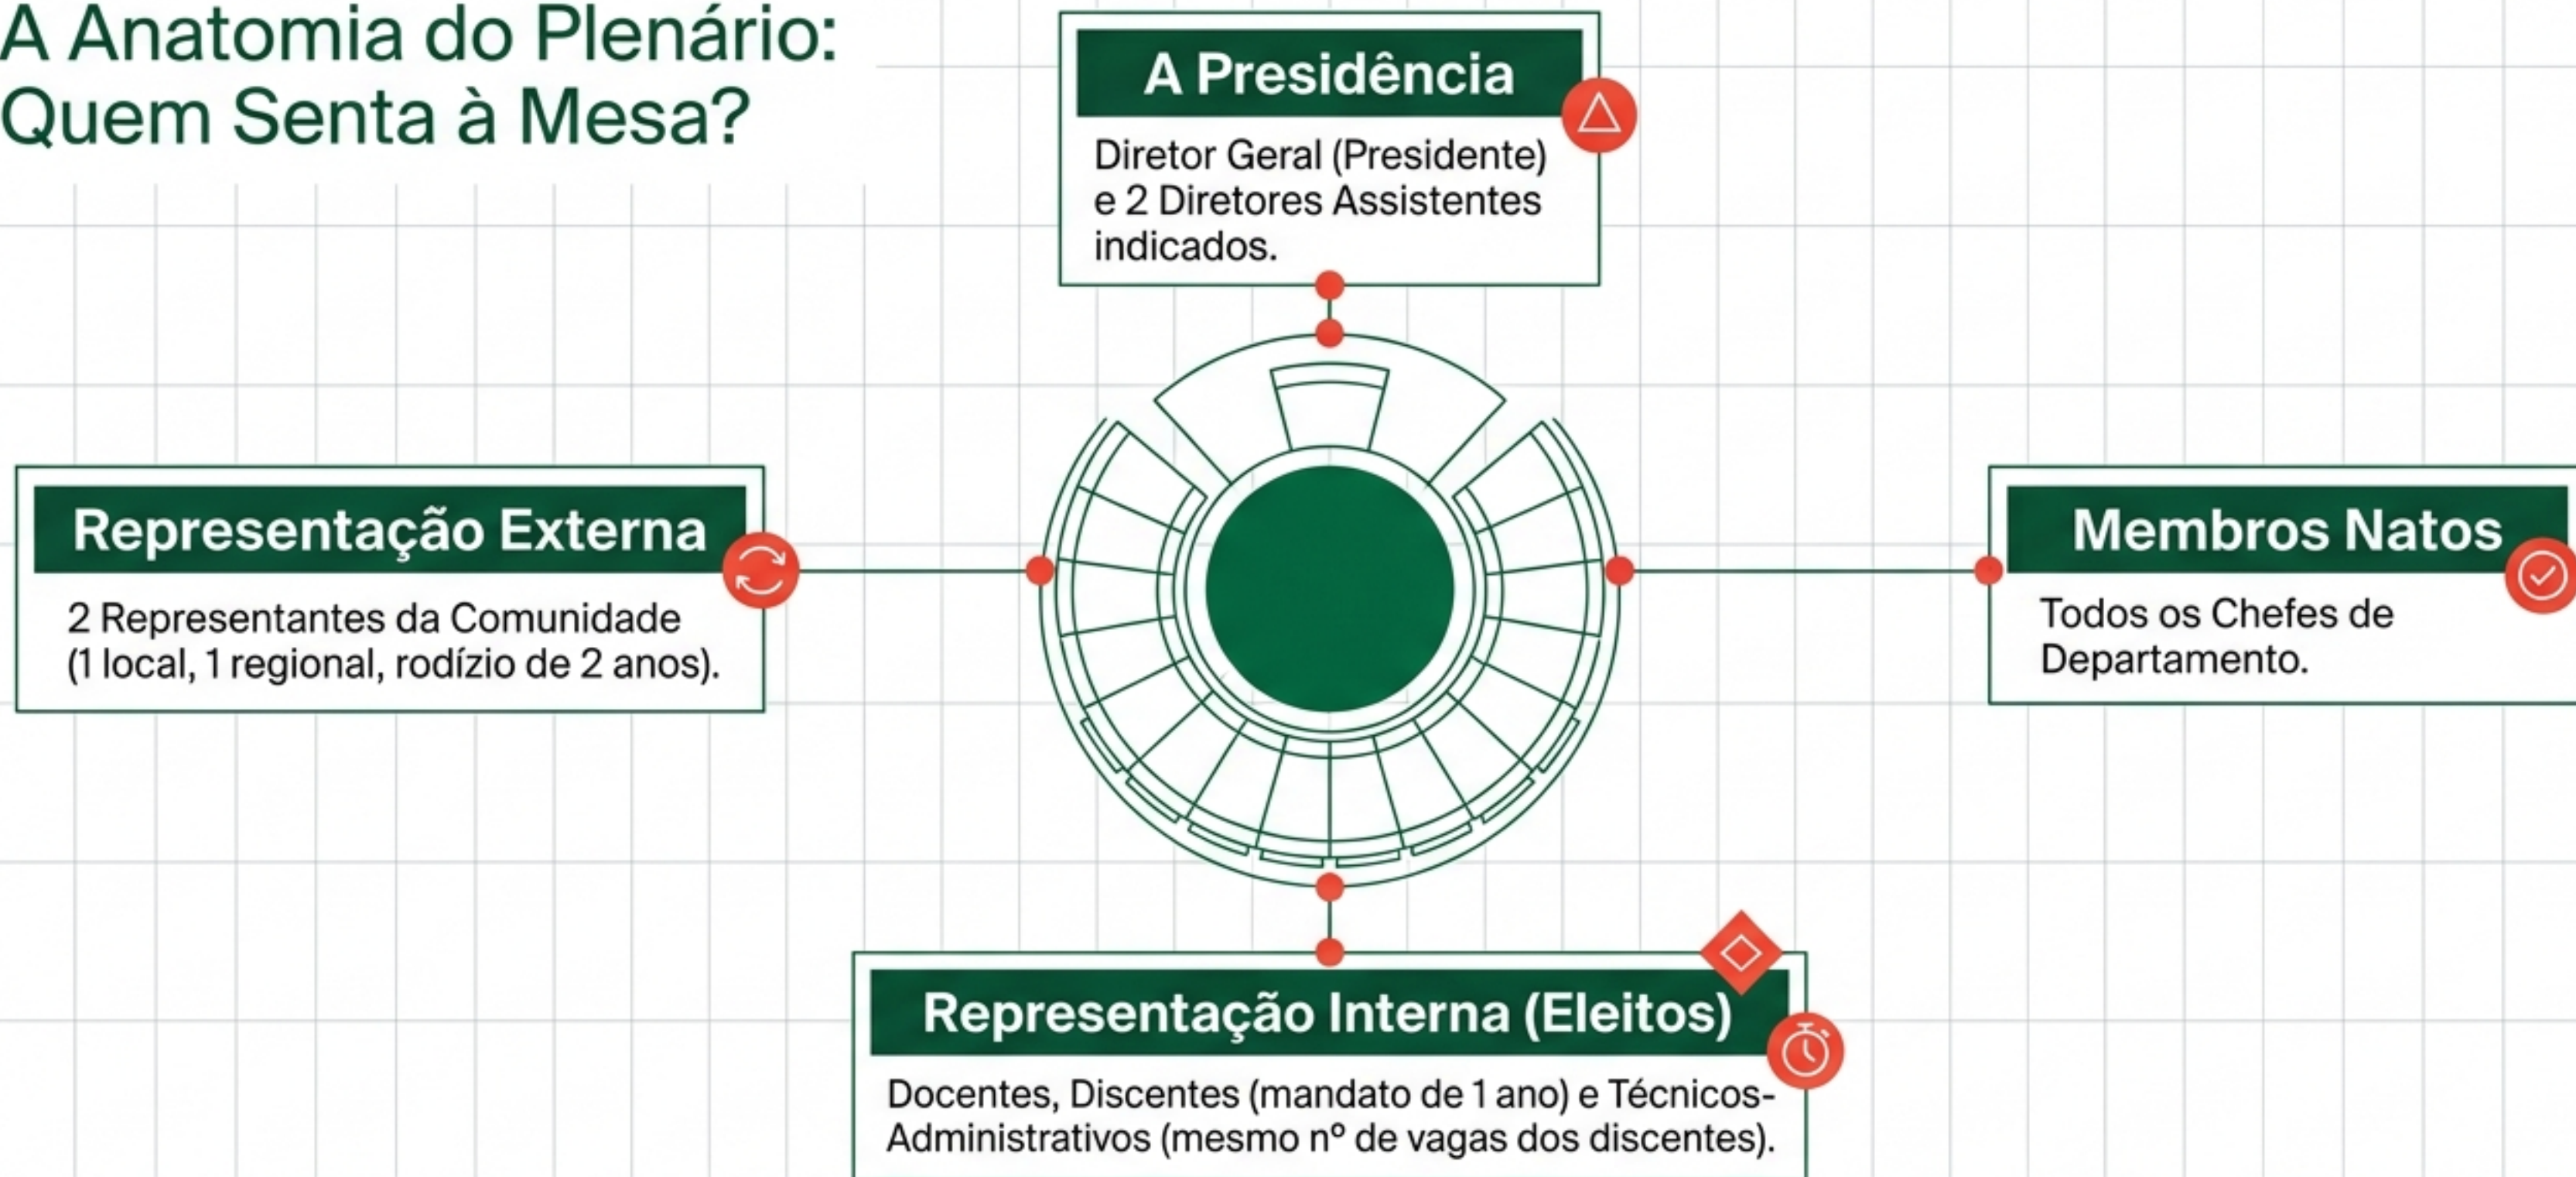 A Anatomia do Plenário:
Quem Senta à Mesa?
A Presidência
Diretor Geral (Presidente)
e 2 Diretores Assistentes
indicados.
Representação Externa
2 Representantes da Comunidade
(1 local, 1 regional, rodízio de 2 anos).
Membros Natos
Todos os Chefes de
Departamento.
Representação Interna (Eleitos)
Docentes, Discentes (mandato de 1 ano) e Técnicos-
Administrativos (mesmo nº de vagas dos discentes).